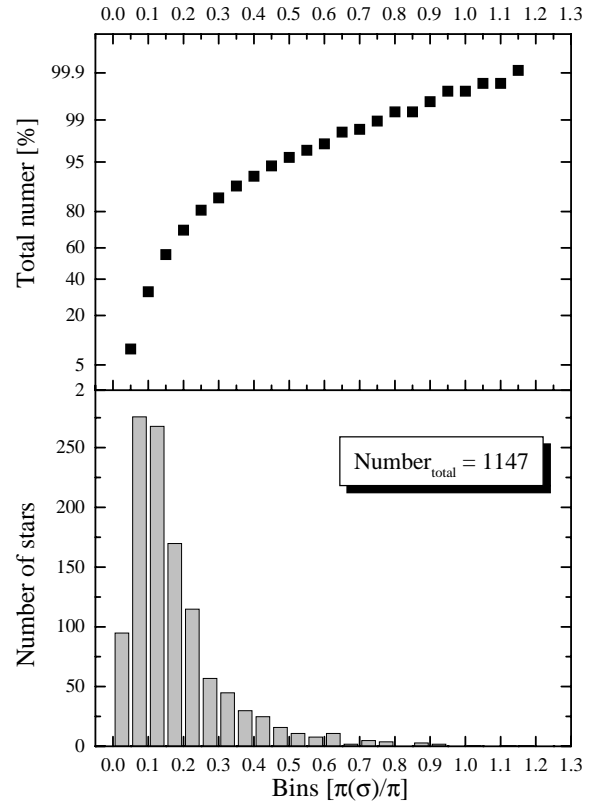 0.0 0.1 0.2 0.3 0.4 0.5 0.6 0.7 0.8 0.9 1.0 1.1 1.2 1.3
99.9
99
95
80
60
40
20
5
2
Total numer [%]
250
200
150
100
50
0
Number of stars
Number_total = 1147
0.0 0.1 0.2 0.3 0.4 0.5 0.6 0.7 0.8 0.9 1.0 1.1 1.2 1.3
Bins [π(σ)/π]